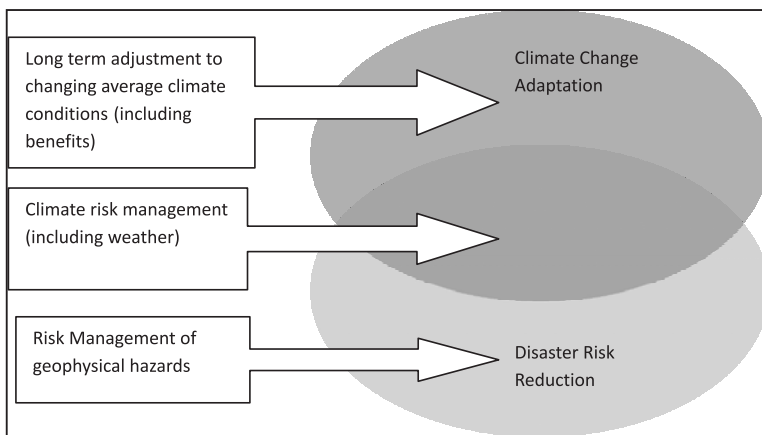 Long term adjustment to
changing average climate
conditions (including
benefits)
Climate Change
Adaptation
Climate risk management
(including weather)
Risk Management of
geophysical hazards
Disaster Risk
Reduction